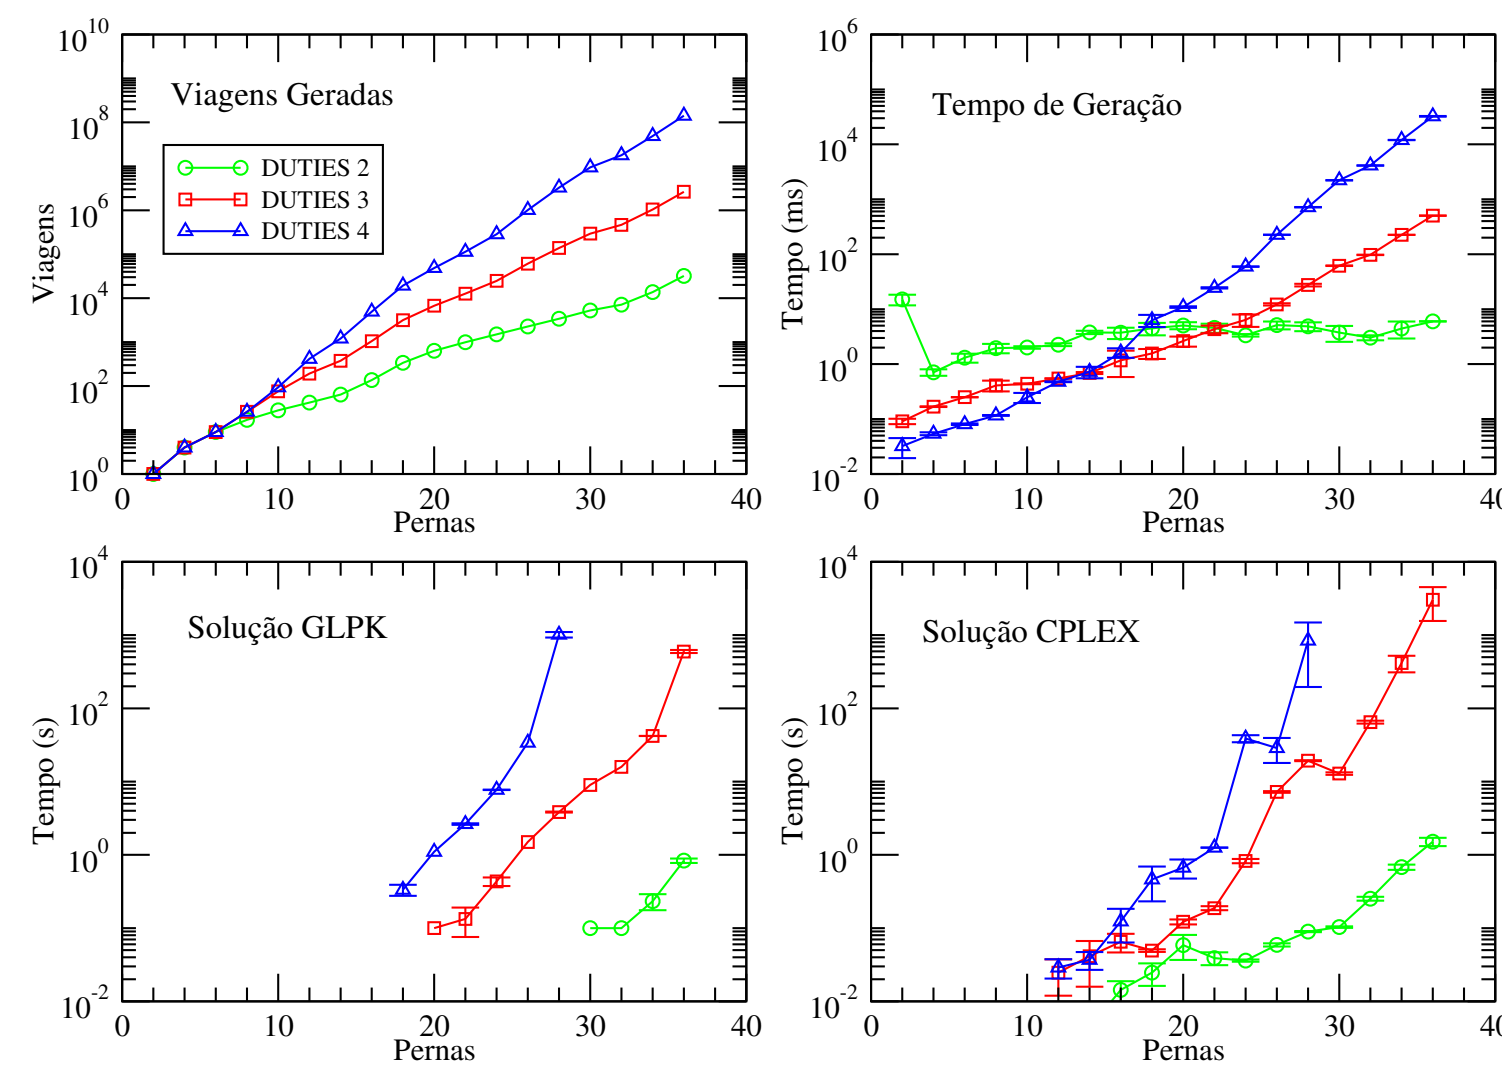 Viagens Geradas
DUTIES 2
DUTIES 3
DUTIES 4
Viagens
10^10
10^8
10^6
10^4
10^2
10^0
0 10 20 30 40
Pernas
Tempo de Geração
Tempo (ms)
10^6
10^4
10^2
10^0
10^-2
0 10 20 30 40
Pernas
Solução GLPK
Tempo (s)
10^4
10^2
10^0
10^-2
0 10 20 30 40
Pernas
Solução CPLEX
Tempo (s)
10^4
10^2
10^0
10^-2
0 10 20 30 40
Pernas